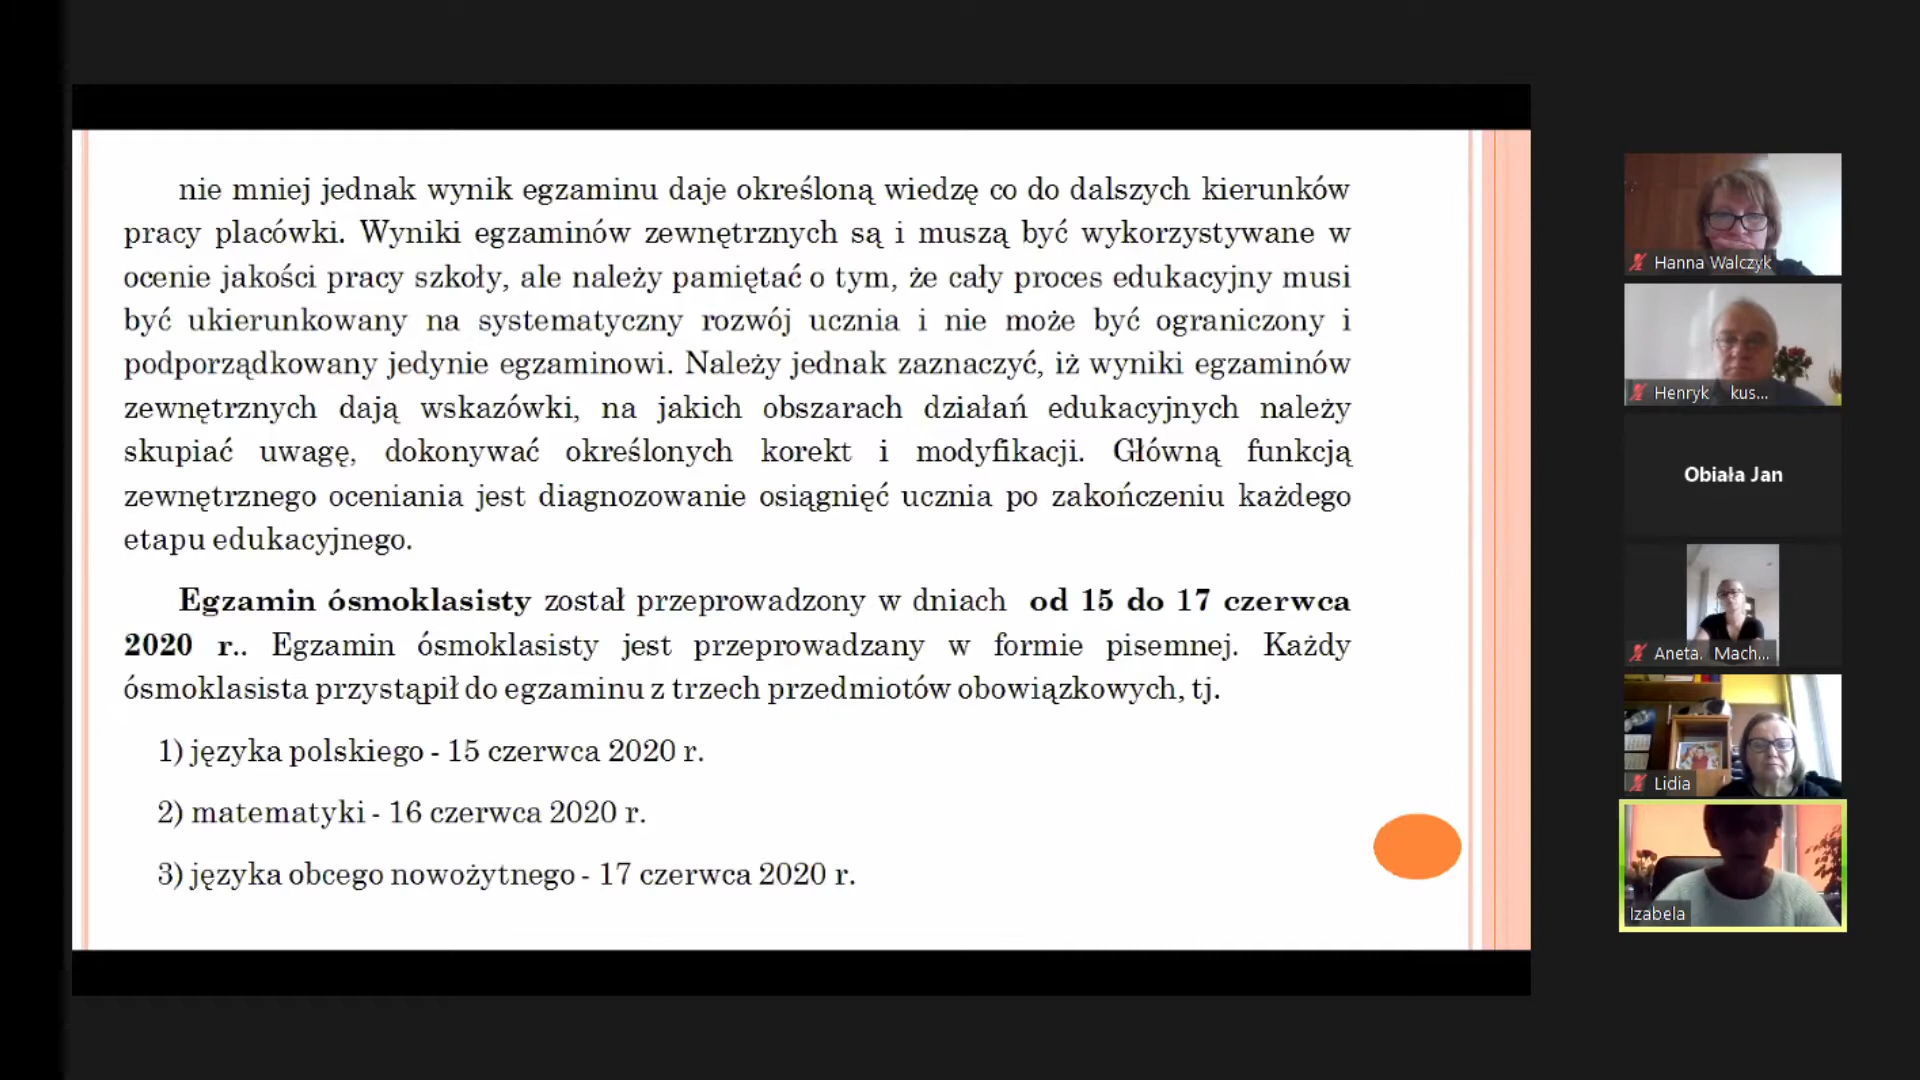 nie mniej jednak wynik egzaminu daje określoną wiedzę co do dalszych kierunków
pracy placówki. Wyniki egzaminów zewnętrznych są i muszą być wykorzystywane w
ocenie jakości pracy szkoły, ale należy pamiętać o tym, że cały proces edukacyjny musi
być ukierunkowany na systematyczny rozwój ucznia i nie może być ograniczony i
podporządkowany jedynie egzaminowi. Należy jednak zaznaczyć, iż wyniki egzaminów
zewnętrznych dają wskazówki, na jakich obszarach działań edukacyjnych należy
skupiać uwagę, dokonywać określonych korekt i modyfikacji. Główną funkcją
zewnętrznego oceniania jest diagnozowanie osiągnięć ucznia po zakończeniu każdego
etapu edukacyjnego.
Egzamin ósmoklasisty został przeprowadzony w dniach od 15 do 17 czerwca
2020 r.. Egzamin ósmoklasisty jest przeprowadzany w formie pisemnej. Każdy
ósmoklasista przystąpił do egzaminu z trzech przedmiotów obowiązkowych, tj.
1) języka polskiego - 15 czerwca 2020 r.
2) matematyki - 16 czerwca 2020 r.
3) języka obcego nowożytnego - 17 czerwca 2020 r.
Hanna Walczyk
Henryk kus...
Obiała Jan
Aneta. Mach...
Lidia
Izabela